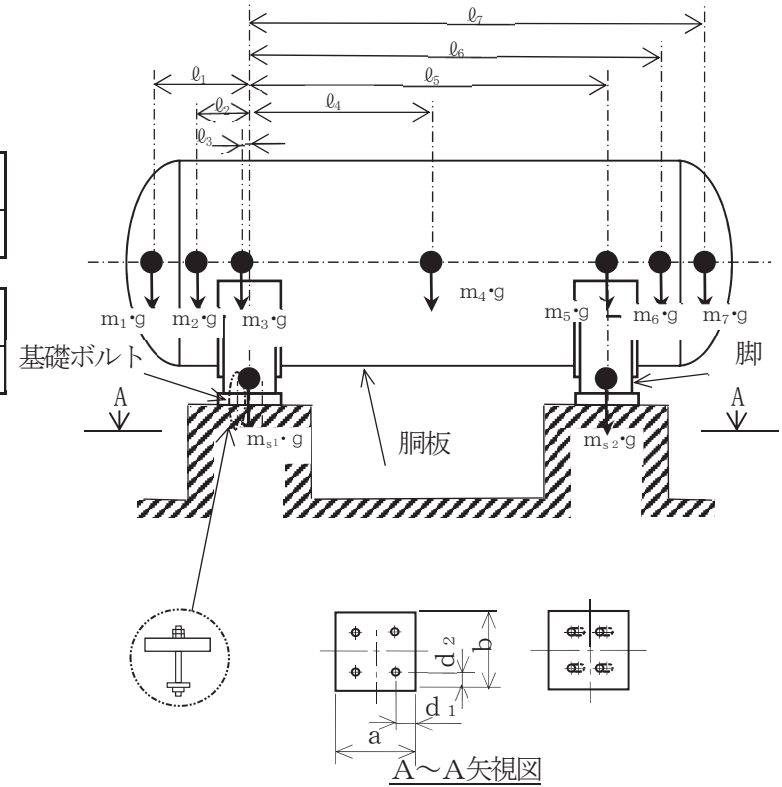 ℓ₇
ℓ₆
ℓ₁
ℓ₅
ℓ₂
ℓ₄
ℓ₃
m₄・g
m₁・g
m₂・g
m₃・g
m₅・g
m₆・g
m₇・g
基礎ボルト
脚
A
A
mₛ₁・g
胴板
mₛ₂・g
d₂
b
d₁
a
A～A矢視図